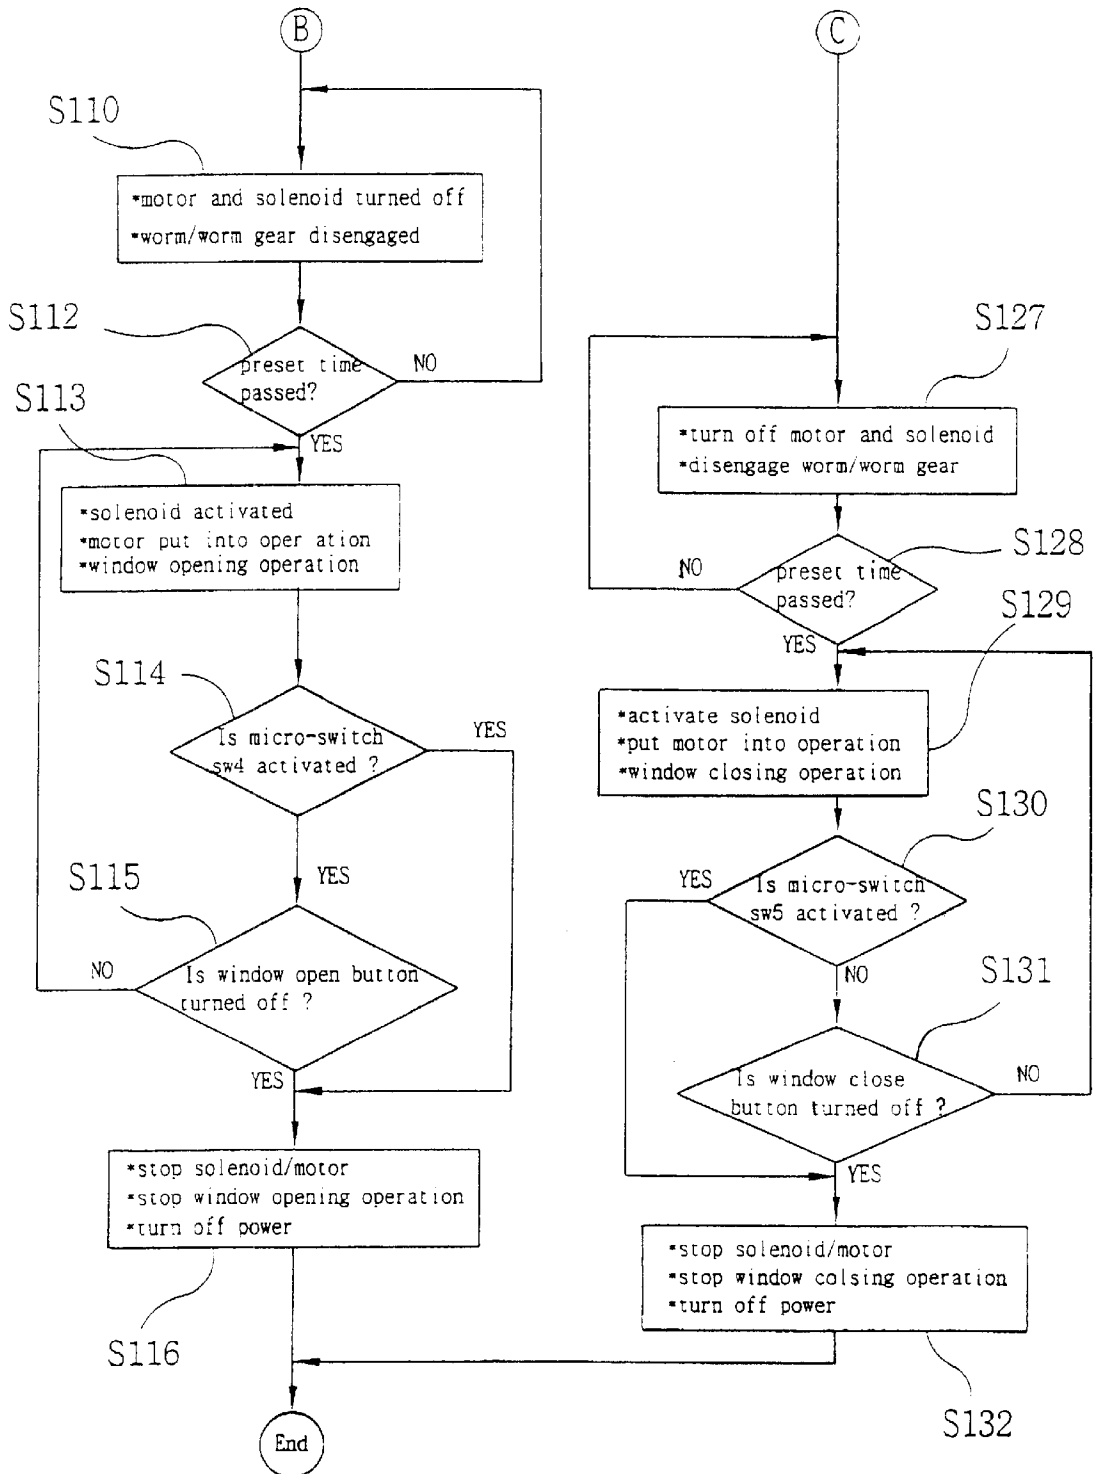 B
S110
*motor and solenoid turned off
*worm/worm gear disengaged
S112
preset time
passed?
NO
YES
S113
*solenoid activated
*motor put into oper ation
*window opening operation
S114
Is micro-switch
sw4 activated ?
YES
YES
S115
Is window open button
turned off ?
NO
YES
*stop solenoid/motor
*stop window opening operation
*turn off power
S116
End
C
S127
*turn off motor and solenoid
*disengage worm/worm gear
S128
preset time
passed?
NO
YES
S129
*activate solenoid
*put motor into operation
*window closing operation
S130
Is micro-switch
sw5 activated ?
YES
NO
S131
Is window close
button turned off ?
NO
YES
*stop solenoid/motor
*stop window colsing operation
*turn off power
S132